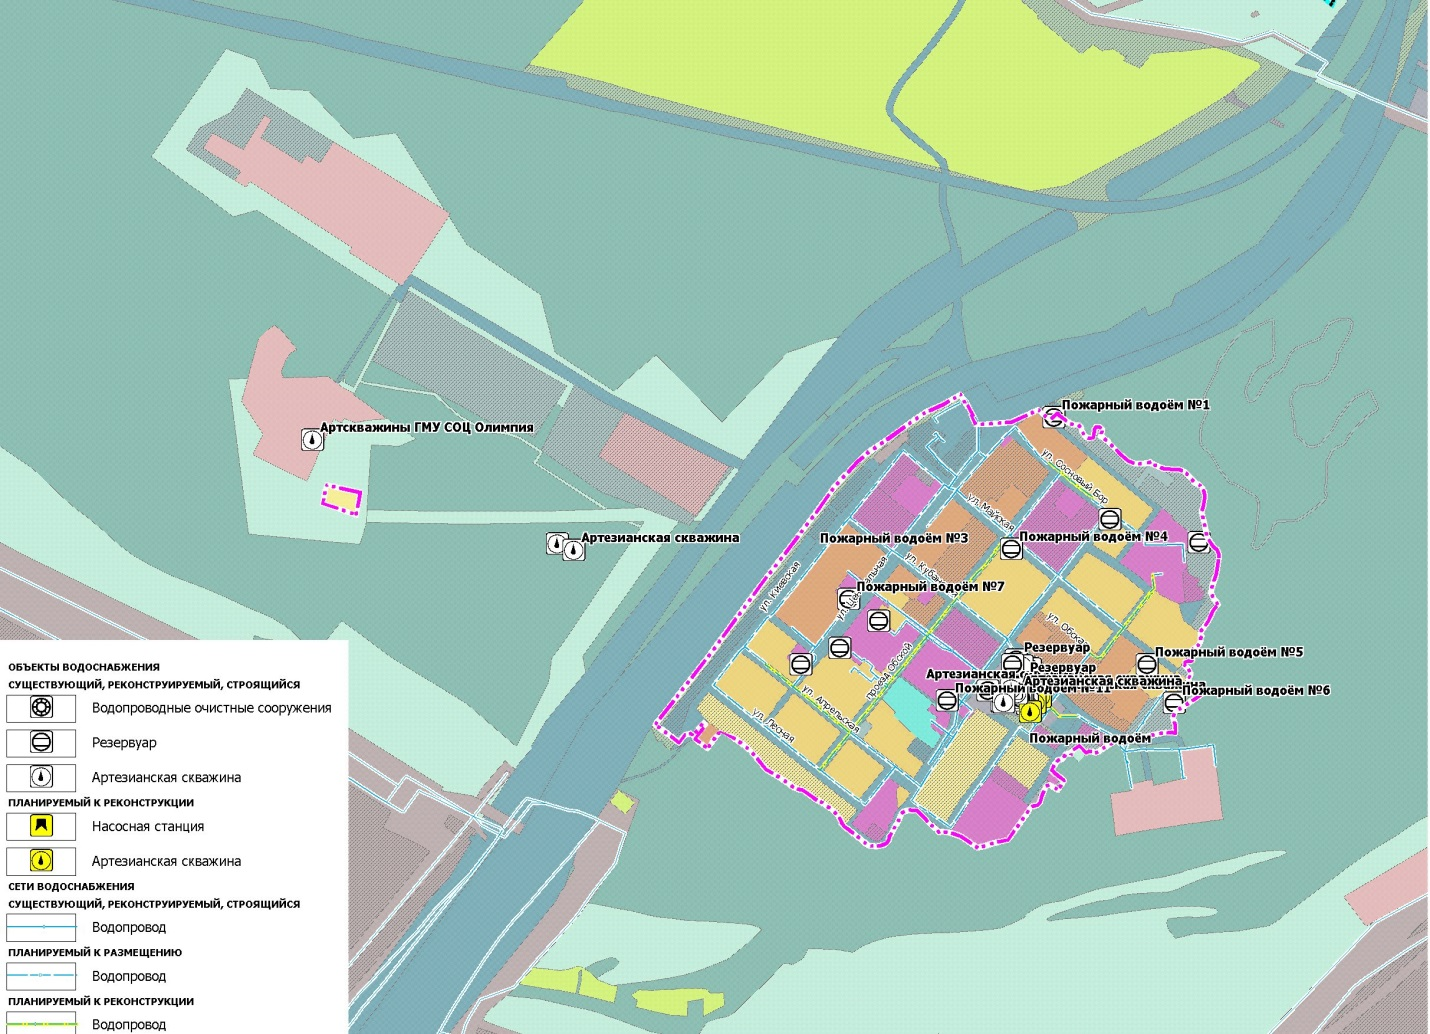 Пожарный водоём №1
ул. Сосновый Бор
Артскважины ГМУ СОЦ Олимпия
ул. Майская
Артезианская скважина
Пожарный водоём №3
Пожарный водоём №4
ул. Киевская
Пожарный водоём №7
ул. Обская
Резервуар
Пожарный водоём №5
проезд Обской
Резервуар
Артезианская
Артезианская скважина
Пожарный водоём №11
Пожарный водоём №6
ул. Апрельская
ул. Лесная
Пожарный водоём
ОБЪЕКТЫ ВОДОСНАБЖЕНИЯ
СУЩЕСТВУЮЩИЙ, РЕКОНСТРУИРУЕМЫЙ, СТРОЯЩИЙСЯ
Водопроводные очистные сооружения
Резервуар
Артезианская скважина
ПЛАНИРУЕМЫЙ К РЕКОНСТРУКЦИИ
Насосная станция
Артезианская скважина
СЕТИ ВОДОСНАБЖЕНИЯ
СУЩЕСТВУЮЩИЙ, РЕКОНСТРУИРУЕМЫЙ, СТРОЯЩИЙСЯ
Водопровод
ПЛАНИРУЕМЫЙ К РАЗМЕЩЕНИЮ
Водопровод
ПЛАНИРУЕМЫЙ К РЕКОНСТРУКЦИИ
Водопровод